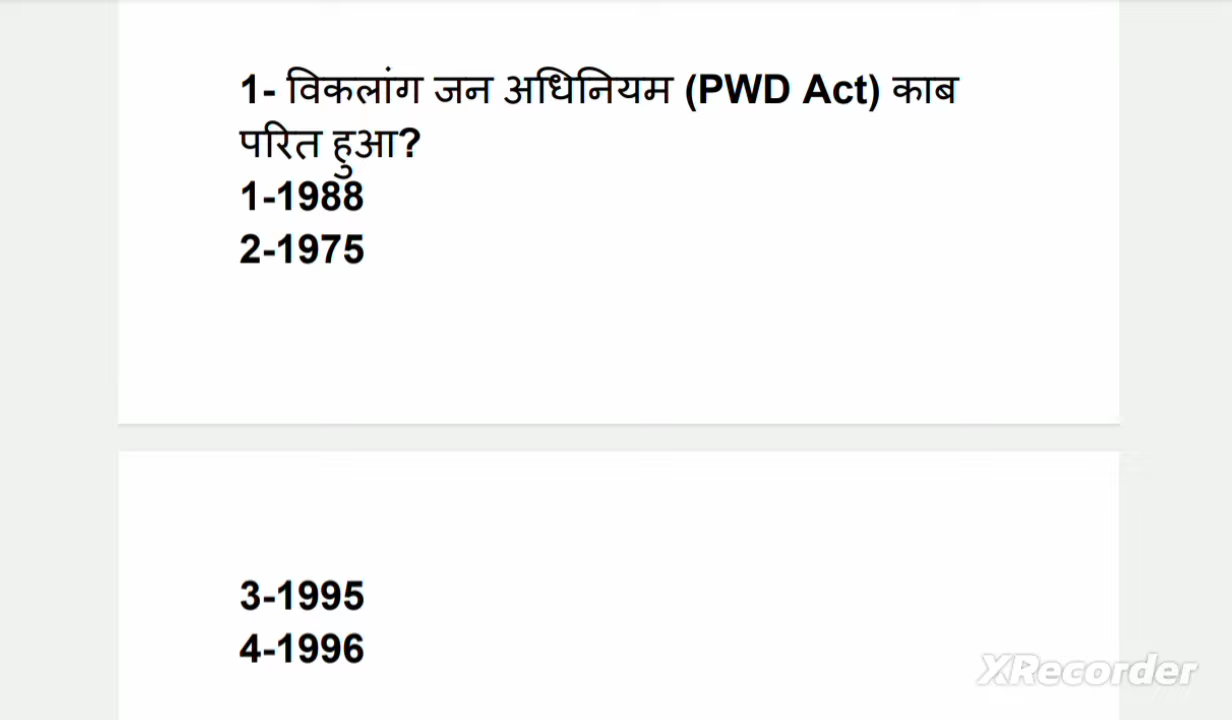 1- विकलांग जन अधिनियम (PWD Act) काब
परित हुआ?
1-1988
2-1975
3-1995
4-1996
XRecorder